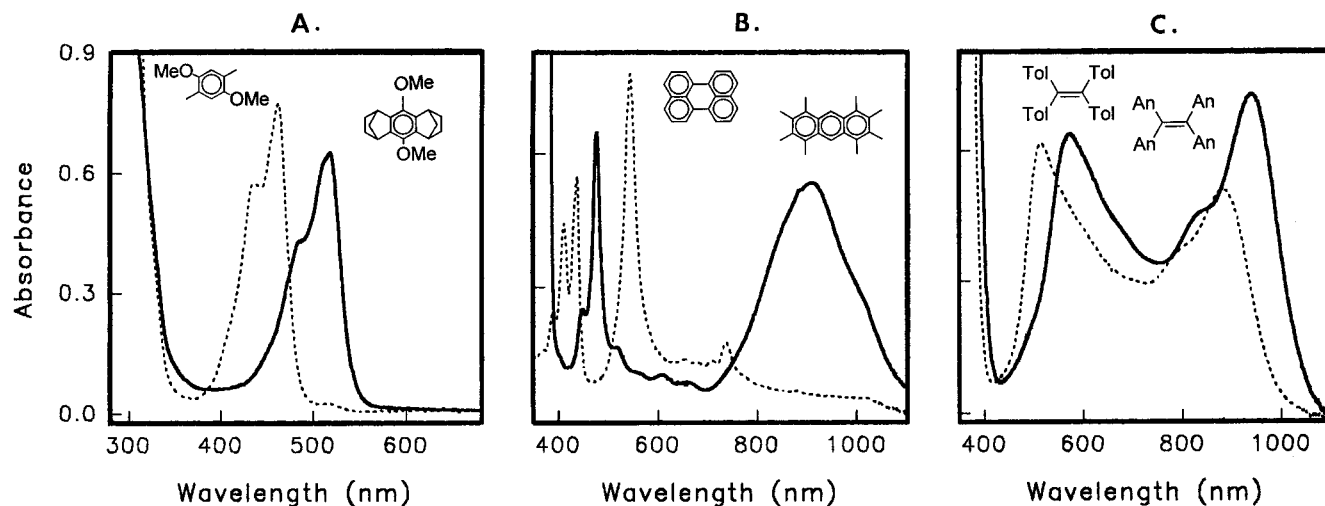 A.
B.
C.
0.9
0.6
0.3
0.0
Absorbance
MeO
OMe
OMe
OMe
Tol Tol
Tol Tol
An An
An An
300 400 500 600
400 600 800 1000
400 600 800 1000
Wavelength (nm)
Wavelength (nm)
Wavelength (nm)